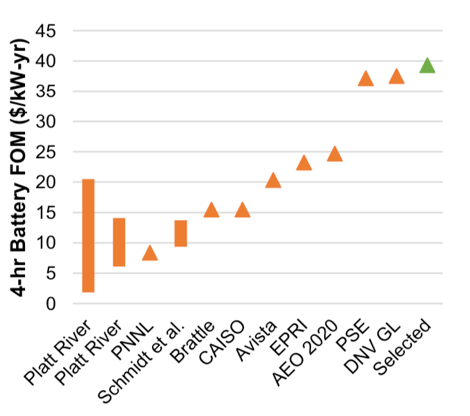 4-hr Battery FOM ($/kW-yr)
45
40
35
30
25
20
15
10
5
0
Platt River
Platt River
PNNL
Schmidt et al.
Brattle
CAISO
Avista
EPRI
AEO 2020
PSE
DNV GL
Selected